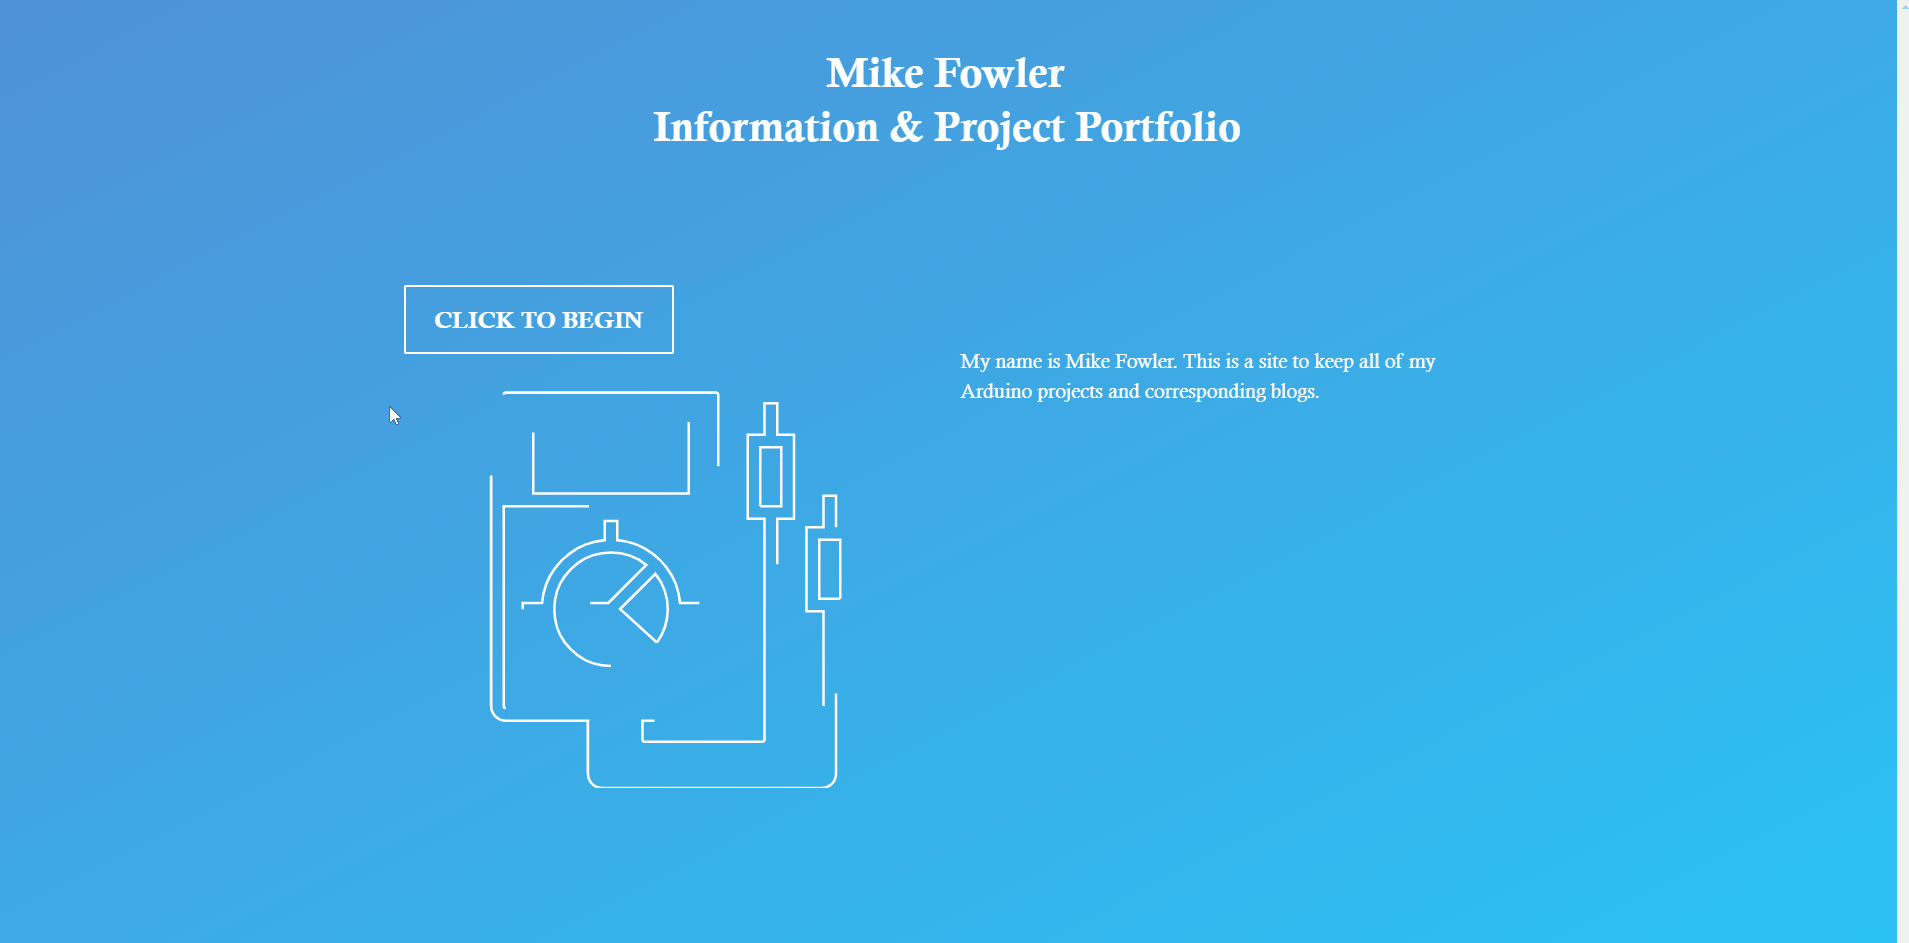 Mike Fowler
Information & Project Portfolio
CLICK TO BEGIN
My name is Mike Fowler. This is a site to keep all of my
Arduino projects and corresponding blogs.